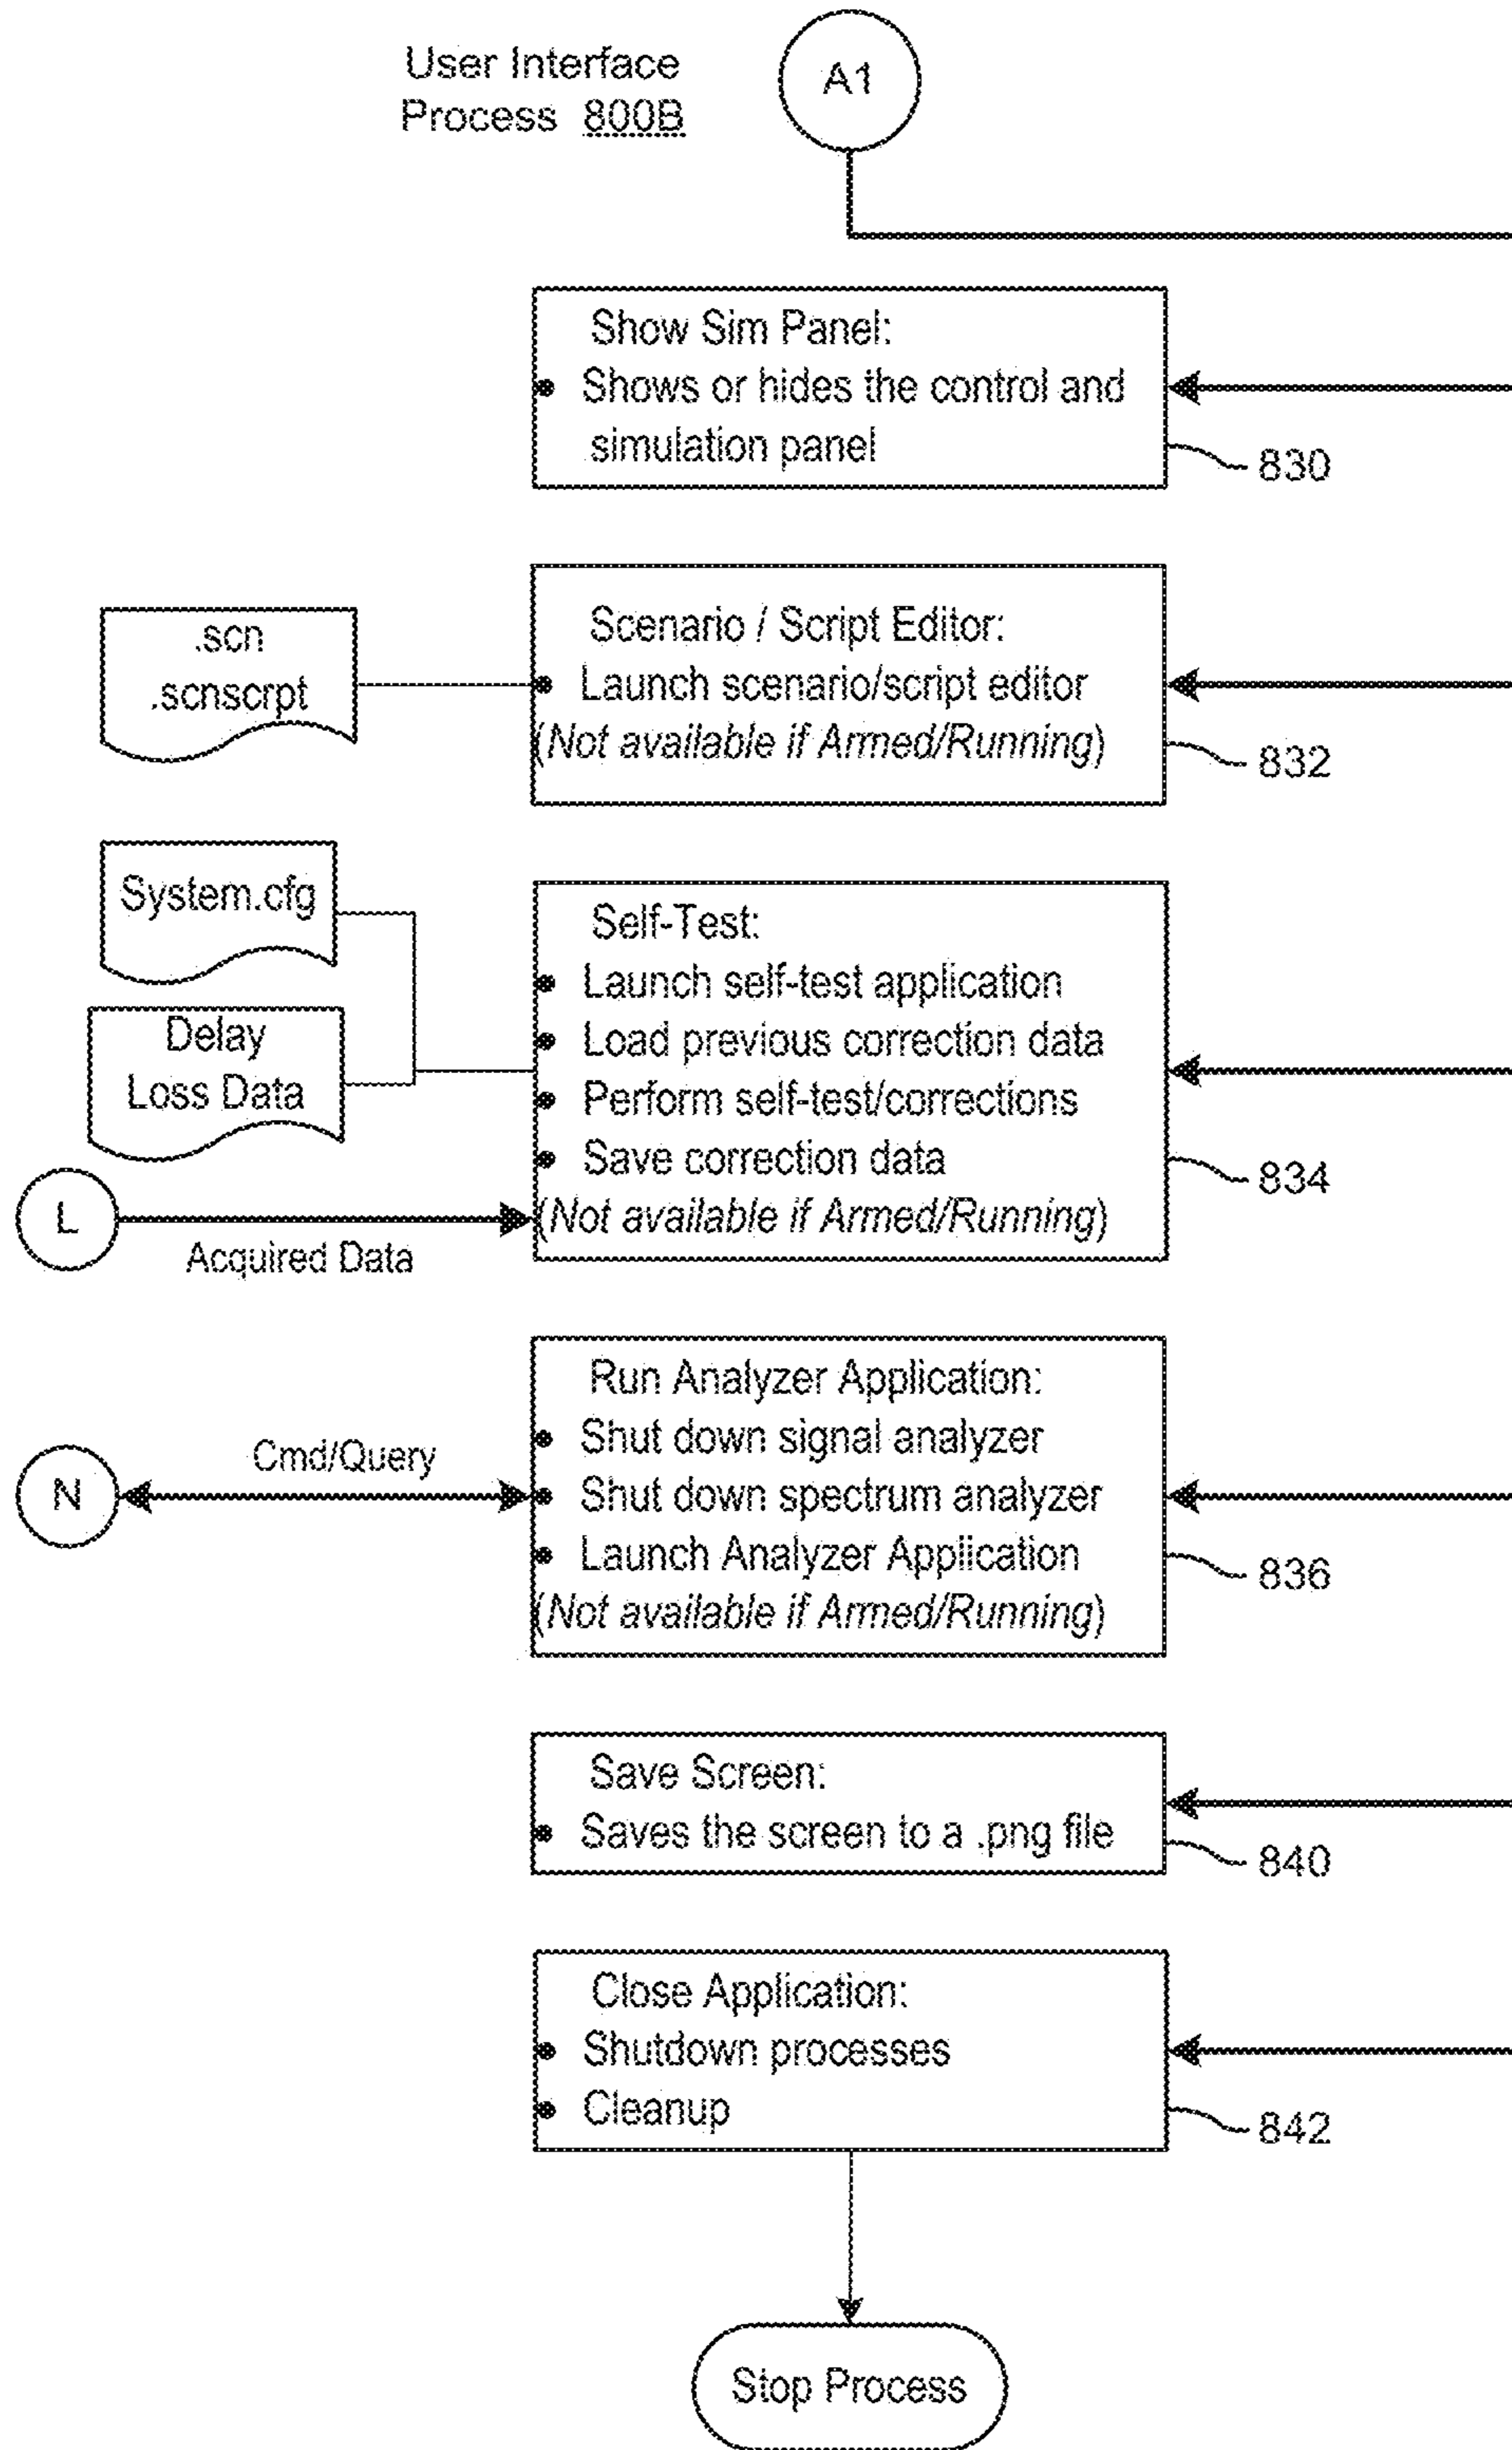 User Interface
Process 800B
A1
Show Sim Panel:
• Shows or hides the control and
simulation panel
830
.scn
.scnscrpt
Scenario / Script Editor:
• Launch scenario/script editor
(Not available if Armed/Running)
832
System.cfg
Delay
Loss Data
Self-Test:
• Launch self-test application
• Load previous correction data
• Perform self-test/corrections
• Save correction data
(Not available if Armed/Running)
834
L
Acquired Data
Run Analyzer Application:
• Shut down signal analyzer
• Shut down spectrum analyzer
• Launch Analyzer Application
(Not available if Armed/Running)
836
N
Cmd/Query
Save Screen:
• Saves the screen to a .png file
840
Close Application:
• Shutdown processes
• Cleanup
842
Stop Process